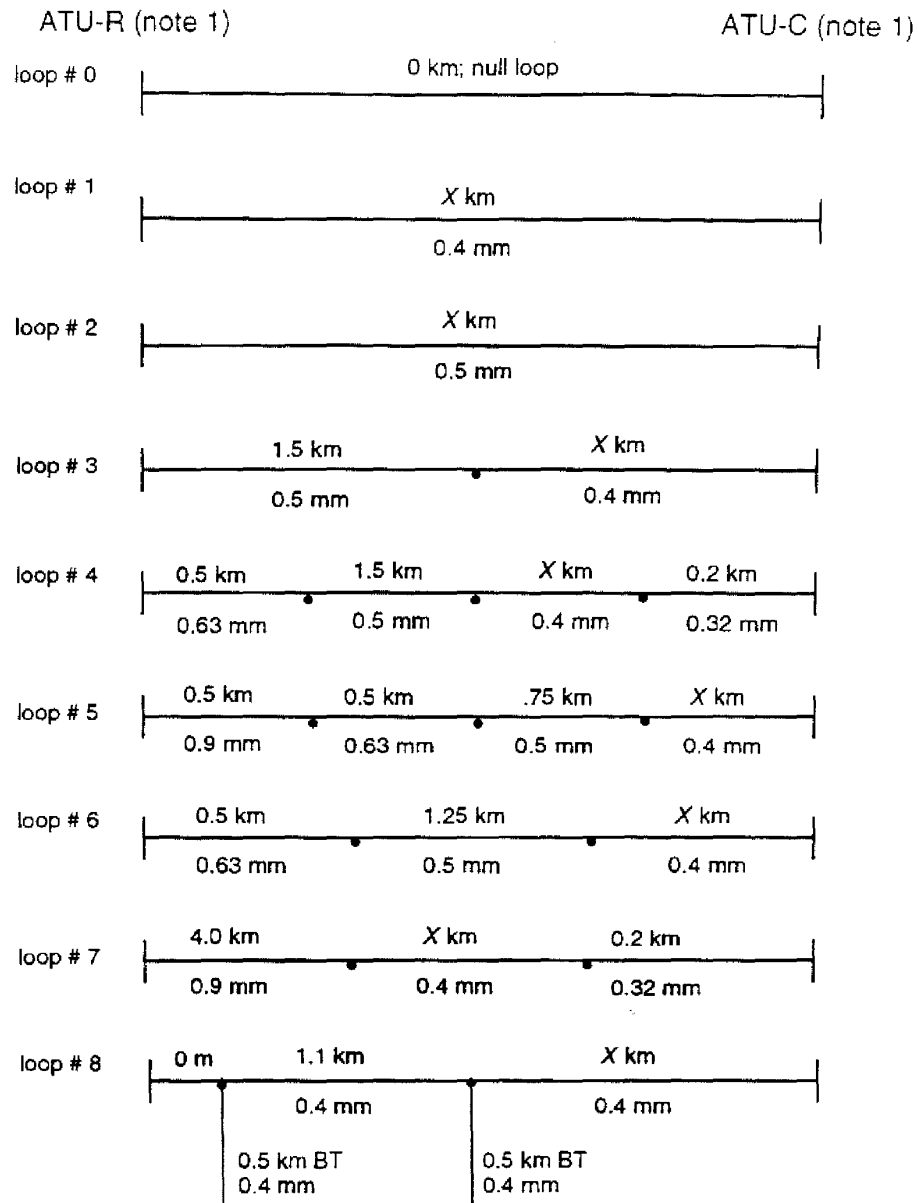 ATU-R (note 1) ATU-C (note 1)
loop # 0 0 km; null loop
loop # 1
X km
0.4 mm
loop # 2 X km
0.5 mm
loop # 3 1.5 km X km
0.5 mm 0.4 mm
loop # 4 0.5 km 1.5 km X km 0.2 km
0.63 mm 0.5 mm 0.4 mm 0.32 mm
loop # 5 0.5 km 0.5 km .75 km X km
0.9 mm 0.63 mm 0.5 mm 0.4 mm
loop # 6 0.5 km 1.25 km X km
0.63 mm 0.5 mm 0.4 mm
loop # 7 4.0 km X km 0.2 km
0.9 mm 0.4 mm 0.32 mm
loop # 8 0 m 1.1 km X km
0.4 mm 0.4 mm
0.5 km BT 0.5 km BT
0.4 mm 0.4 mm